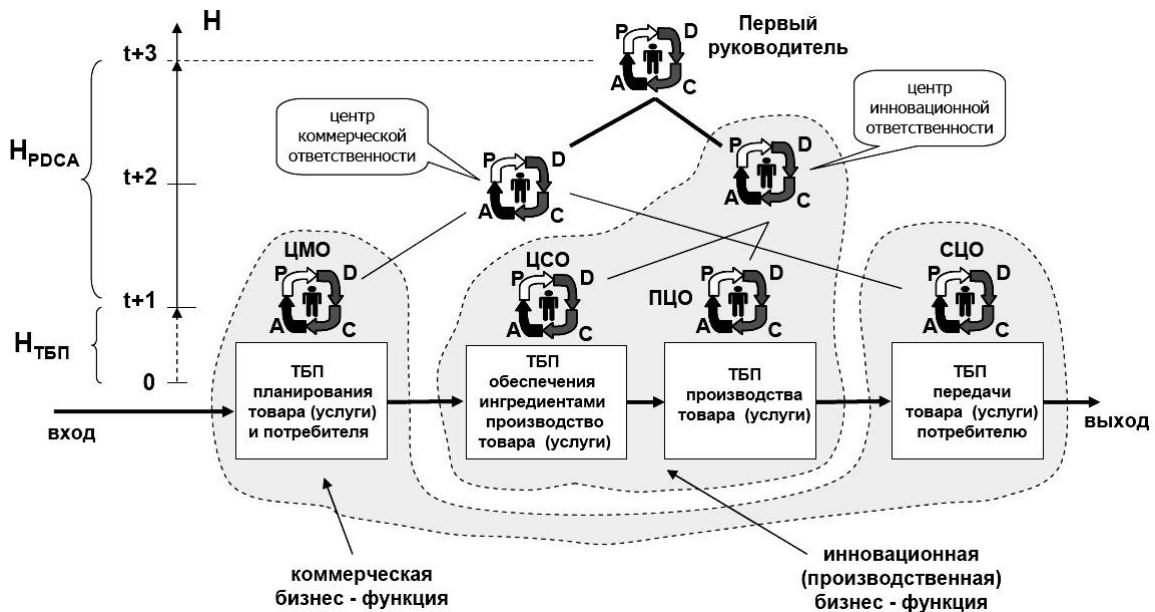 H
Первый
руководитель
P D
A C
t+3
t+2
t+1
0
H PDCA
H ТБП
центр
коммерческой
ответственности
центр
инновационной
ответственности
P D
A C
P D
A C
ЦМО
P D
A C
ЦСО
P D
A C
ПЦО
P D
A C
СЦО
P D
A C
вход
ТБП
планирования
товара (услуги)
и потребителя
ТБП
обеспечения
ингредиентами
производство
товара (услуги)
ТБП
производства
товара (услуги)
ТБП
передачи
товара (услуги)
потребителю
выход
коммерческая
бизнес - функция
инновационная
(производственная)
бизнес - функция